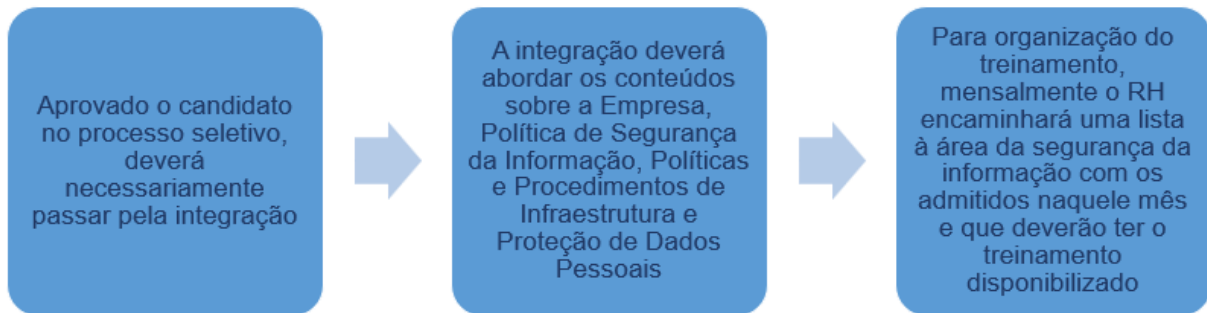 Aprovado o candidato
no processo seletivo,
deverá
necessariamente
passar pela integração
A integração deverá
abordar os conteúdos
sobre a Empresa,
Política de Segurança
da Informação, Políticas
e Procedimentos de
Infraestrutura e
Proteção de Dados
Pessoais
Para organização do
treinamento,
mensalmente o RH
encaminhará uma lista
à área da segurança da
informação com os
admitidos naquele mês
e que deverão ter o
treinamento
disponibilizado